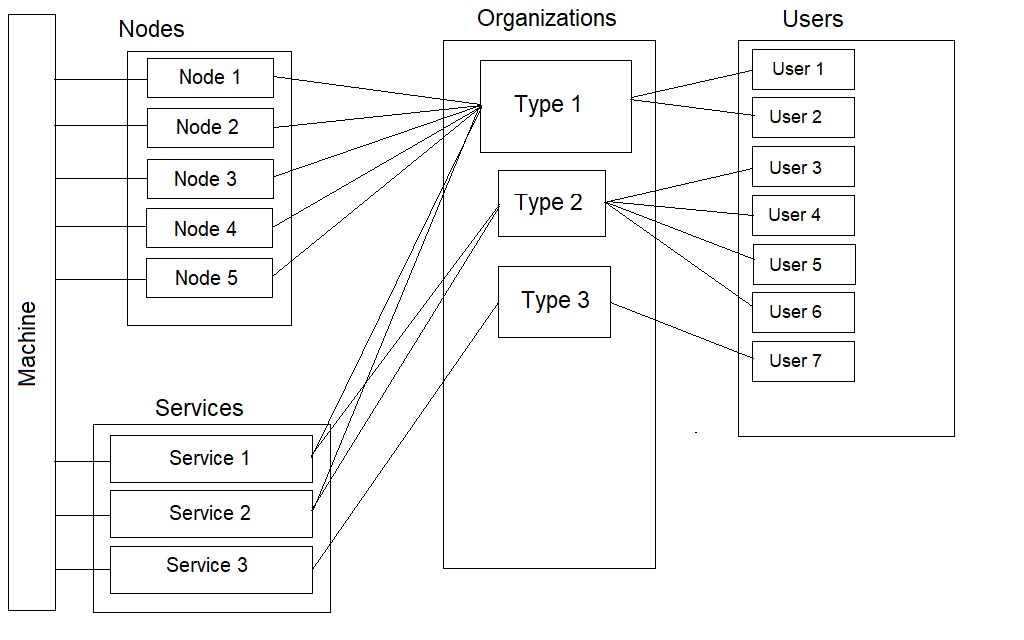 Machine
Nodes
Node 1
Node 2
Node 3
Node 4
Node 5
Services
Service 1
Service 2
Service 3
Organizations
Type 1
Type 2
Type 3
Users
User 1
User 2
User 3
User 4
User 5
User 6
User 7